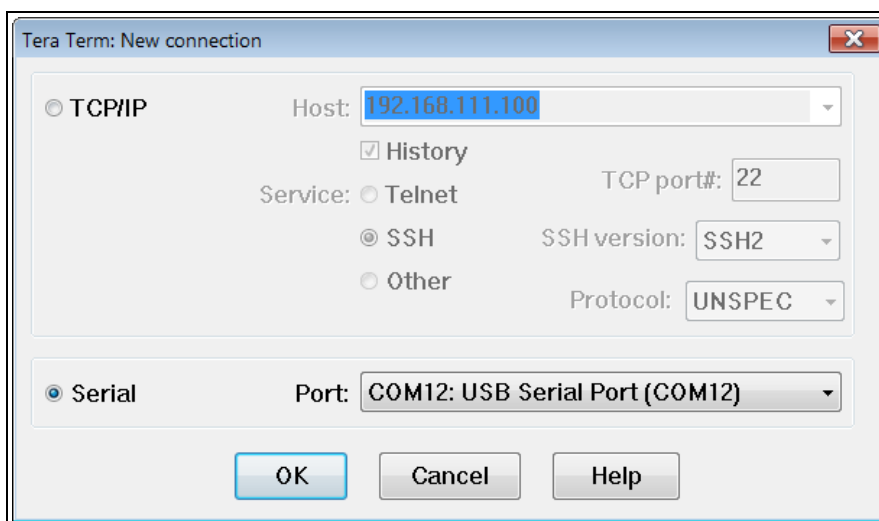 Tera Term: New connection
TCP/IP Host: 192.168.111.100
History
Service: Telnet TCP port#: 22
SSH SSH version: SSH2
Other Protocol: UNSPEC
Serial Port: COM12: USB Serial Port (COM12)
OK Cancel Help